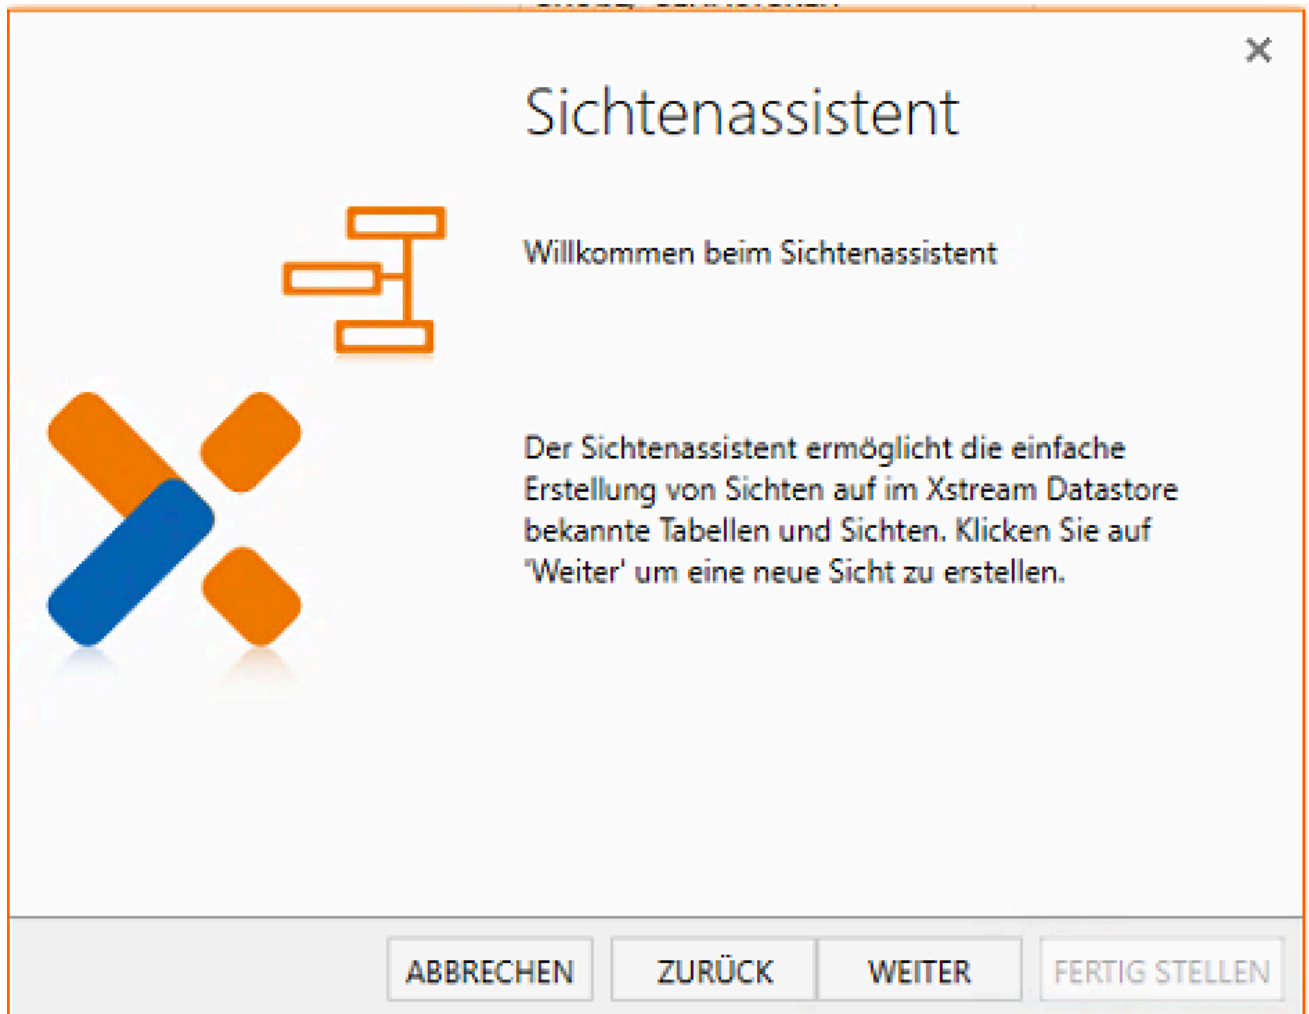 Sichtenassistent
Willkommen beim Sichtenassistent
Der Sichtenassistent ermöglicht die einfache
Erstellung von Sichten auf im Xstream Datastore
bekannte Tabellen und Sichten. Klicken Sie auf
'Weiter' um eine neue Sicht zu erstellen.
ABBRECHEN
ZURÜCK
WEITER
FERTIG STELLEN